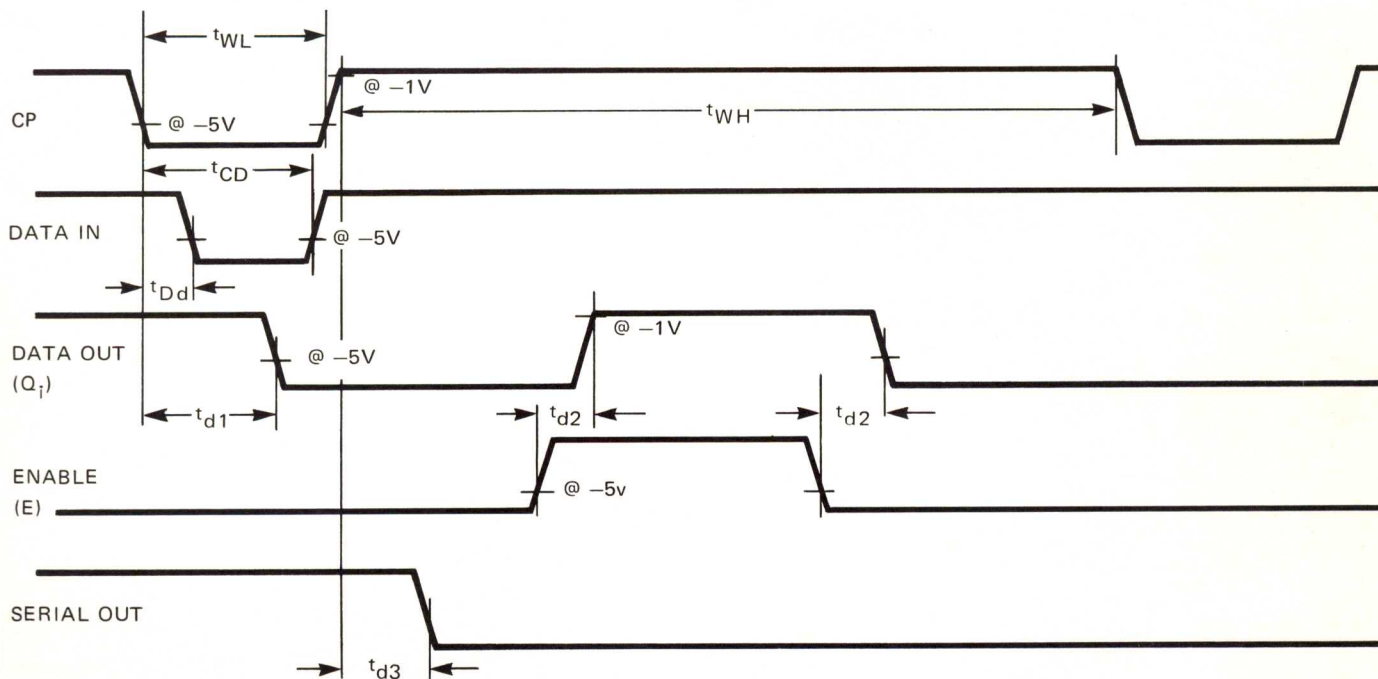 tWL
@ −1V
CP
@ −5V
tWH
tCD
DATA IN
@ −5V
tDd
DATA OUT
(Qi)
@ −5V
@ −1V
td1
td2
td2
ENABLE
(E)
@ −5v
SERIAL OUT
td3